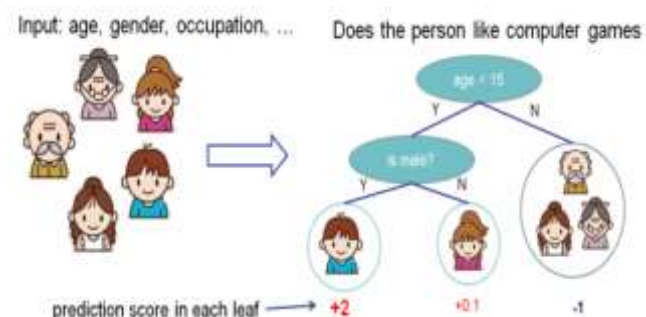 Input: age, gender, occupation, ...
Does the person like computer games
age < 15
Y
N
is male?
Y
N
prediction score in each leaf
+2
+0.1
-1